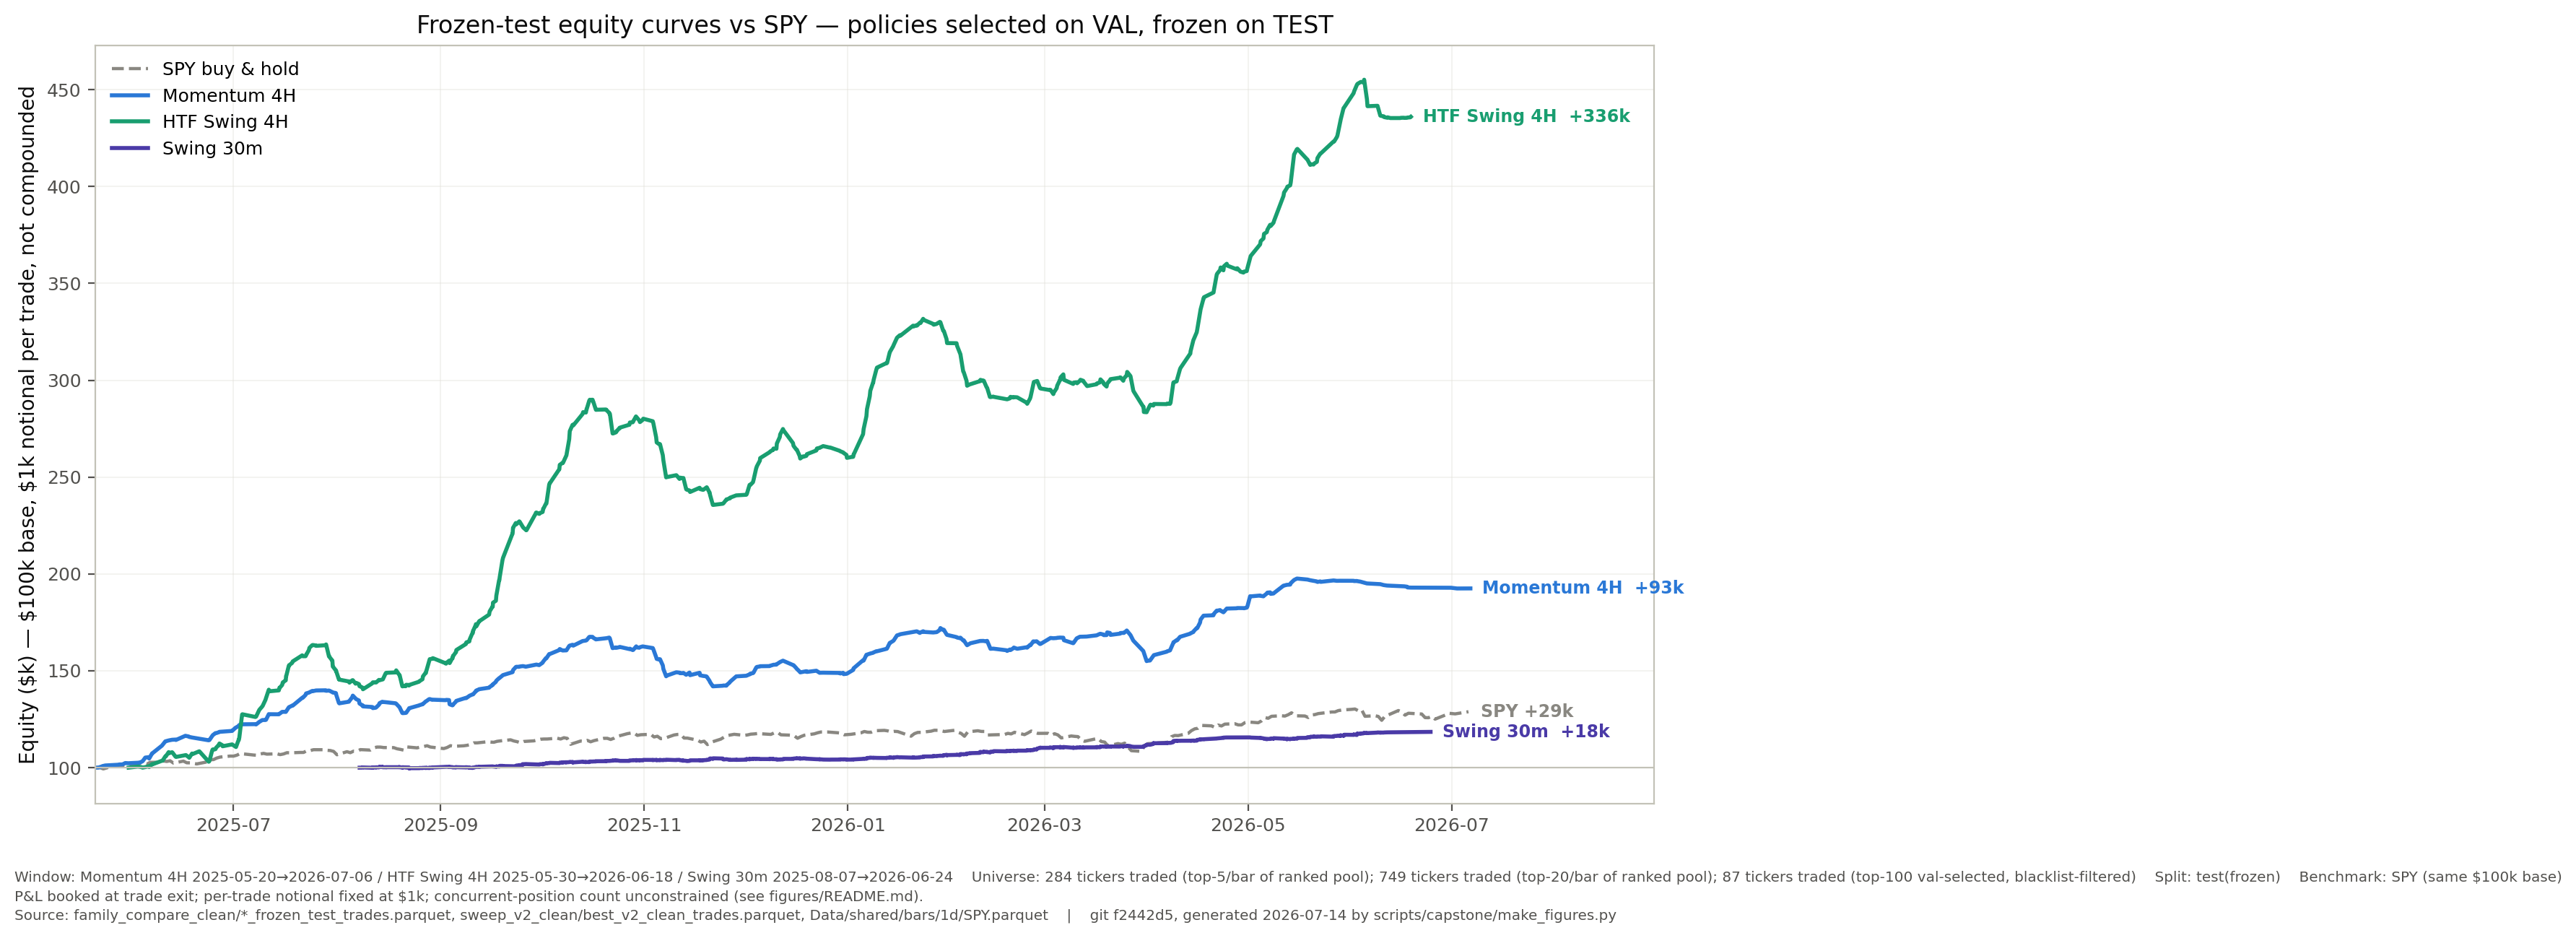 Frozen-test equity curves vs SPY — policies selected on VAL, frozen on TEST
Equity ($k) — $100k base, $1k notional per trade, not compounded
SPY buy & hold
Momentum 4H
HTF Swing 4H
Swing 30m
450
400
350
300
250
200
150
100
HTF Swing 4H +336k
Momentum 4H +93k
SPY +29k
Swing 30m +18k
2025-07 2025-09 2025-11 2026-01 2026-03 2026-05 2026-07
Window: Momentum 4H 2025-05-20→2026-07-06 / HTF Swing 4H 2025-05-30→2026-06-18 / Swing 30m 2025-08-07→2026-06-24 Universe: 284 tickers traded (top-5/bar of ranked pool); 749 tickers traded (top-20/bar of ranked pool); 87 tickers traded (top-100 val-selected, blacklist-filtered) Split: test(frozen) Benchmark: SPY (same $100k base)
P&L booked at trade exit; per-trade notional fixed at $1k; concurrent-position count unconstrained (see figures/README.md).
Source: family_compare_clean/*_frozen_test_trades.parquet, sweep_v2_clean/best_v2_clean_trades.parquet, Data/shared/bars/1d/SPY.parquet | git f2442d5, generated 2026-07-14 by scripts/capstone/make_figures.py